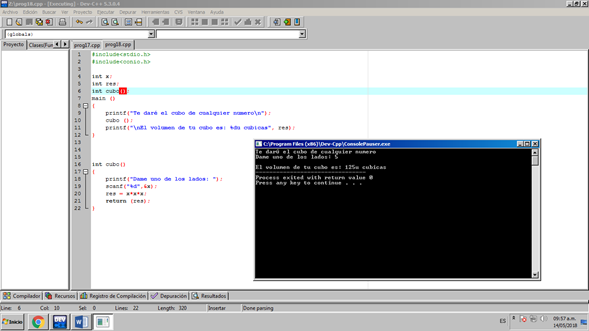 D:\prog18.cpp - [Executing] - Dev-C++ 5.8.4
Archivo Edición Buscar Ver Proyecto Ejecutar Depurar Herramientas CVS Ventana Ayuda
(globals)
Proyecto Clases(Fun prog17.cpp prog18.cpp
1 #include<stdio.h>
2 #include<conio.h>
3
4 int x;
5 int res;
6 int cubo();
7 main ()
8 {
9 printf("Te daré el cubo de cualquier numero\n");
10 cubo ();
11 printf("\nEl volumen de tu cubo es: %du cubicas", res);
12 }
13
14
15
16 int cubo()
17 {
18 printf("Dame uno de los lados: ");
19 scanf("%d",&x);
20 res = x*x*x;
21 return (res);
22 }
C:\Program Files (x86)\Dev-Cpp\ConsolePauser.exe
Te darú el cubo de cualquier numero
Dame uno de los lados: 5
El volumen de tu cubo es: 125u cubicas
--------------------------------
Process exited with return value 0
Press any key to continue . . .
Compilador Recursos Registro de Compilación Depuración Resultados
Line: 6 Col: 10 Sel: 0 Lines: 22 Length: 320 Insertar Done parsing
Inicio ES 09:57 a.m.
14/05/2018